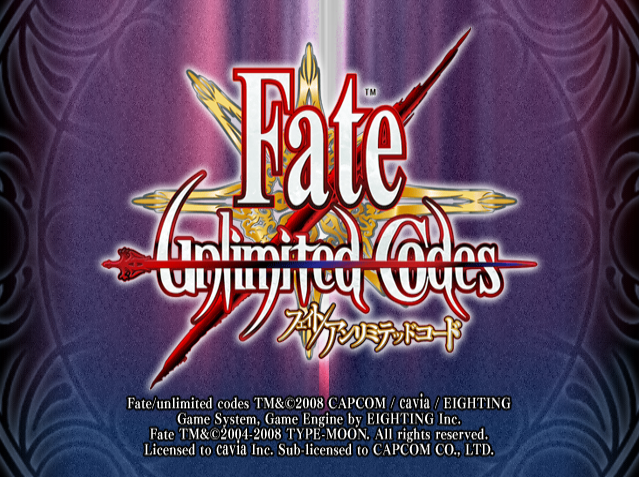 Fate™
Unlimited Codes
フェイト/アンリミテッドコード
Fate/unlimited codes TM&©2008 CAPCOM / cavia / EIGHTING
Game System, Game Engine by EIGHTING Inc.
Fate TM&©2004-2008 TYPE-MOON. All rights reserved.
Licensed to cavia Inc. Sub-licensed to CAPCOM CO., LTD.